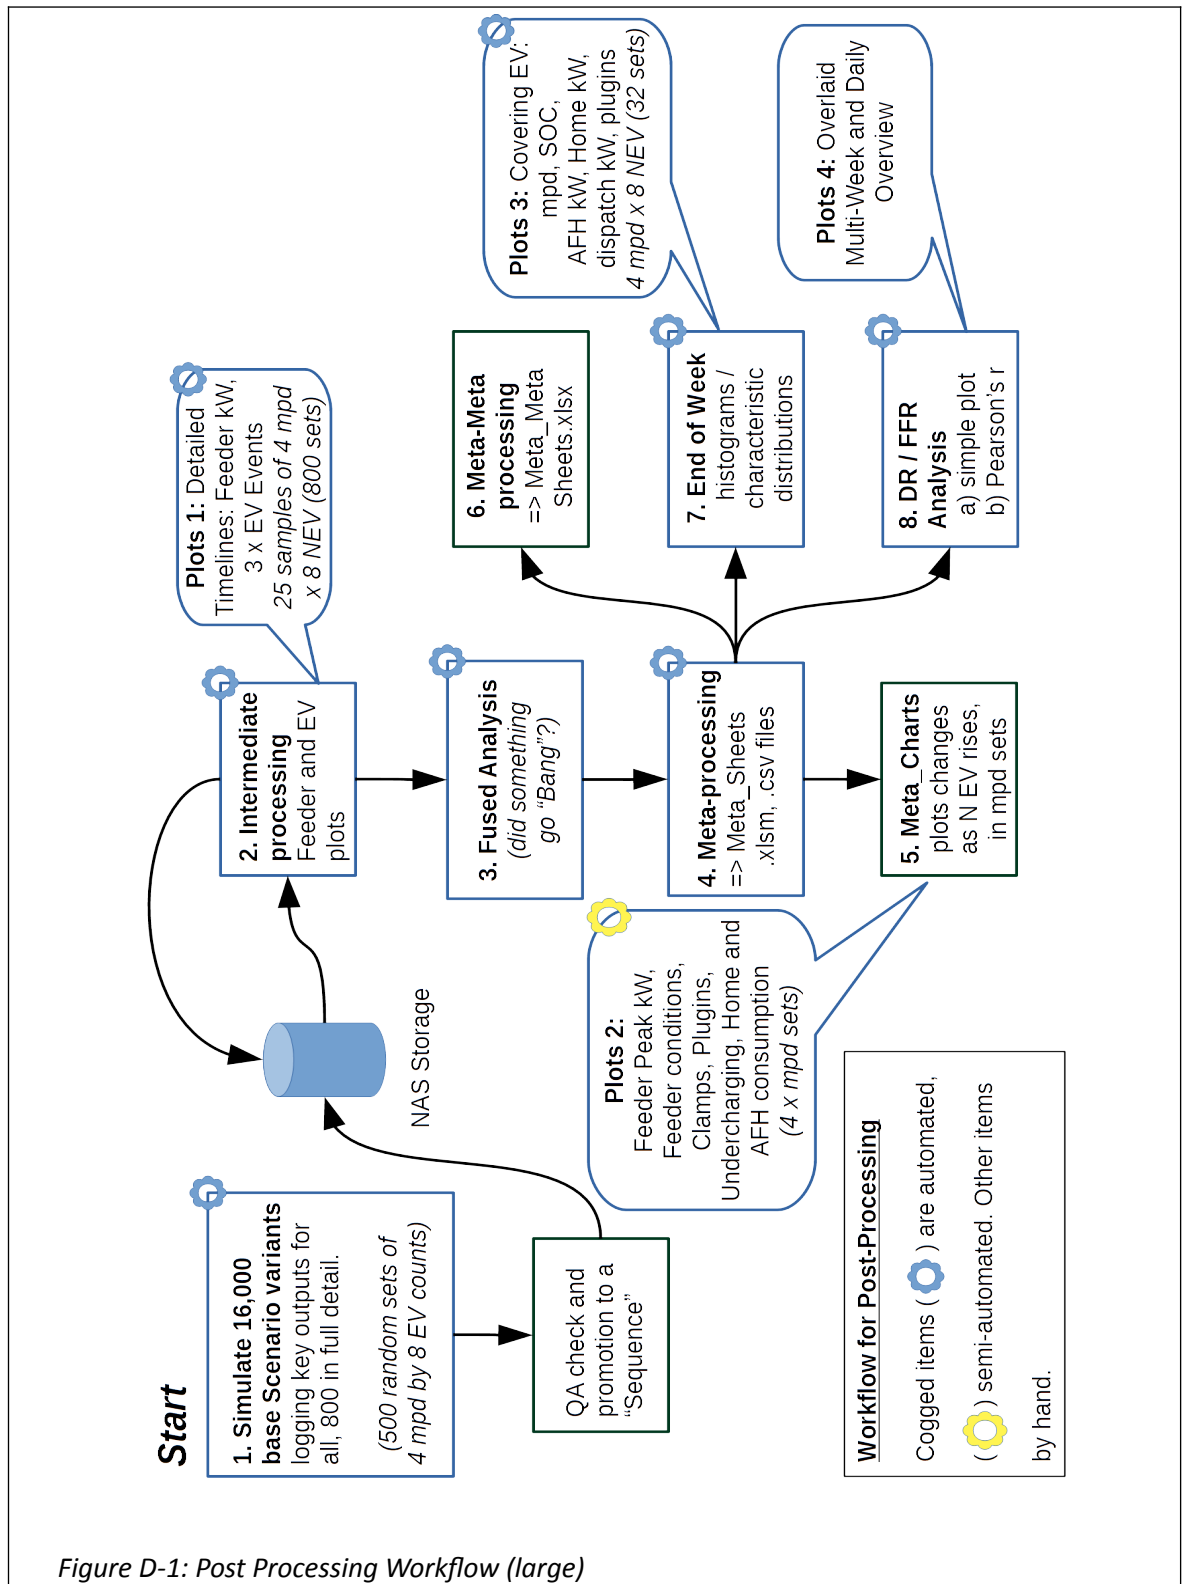 Start
1. Simulate 16,000
base Scenario variants
logging key outputs for
all, 800 in full detail.
(500 random sets of
4 mpd by 8 EV counts)
QA check and
promotion to a
“Sequence”
NAS Storage
2. Intermediate
processing
Feeder and EV
plots
Plots 1: Detailed
Timelines: Feeder kW,
3 x EV Events
25 samples of 4 mpd
x 8 NEV (800 sets)
3. Fused Analysis
(did something
go “Bang”?)
4. Meta-processing
=> Meta_Sheets
.xlsm, .csv files
5. Meta_Charts
plots changes
as N EV rises,
in mpd sets
Plots 2:
Feeder Peak kW,
Feeder conditions,
Clamps, Plugins,
Undercharging, Home and
AFH consumption
(4 x mpd sets)
6. Meta-Meta
processing
=> Meta_Meta
Sheets.xlsx
7. End of Week
histograms /
characteristic
distributions
Plots 3: Covering EV:
mpd, SOC,
AFH kW, Home kW,
dispatch kW, plugins
4 mpd x 8 NEV (32 sets)
8. DR / FFR
Analysis
a) simple plot
b) Pearson’s r
Plots 4: Overlaid
Multi-Week and Daily
Overview
Workflow for Post-Processing
Cogged items ( ) are automated,
( ) semi-automated. Other items
by hand.
Figure D-1: Post Processing Workflow (large)